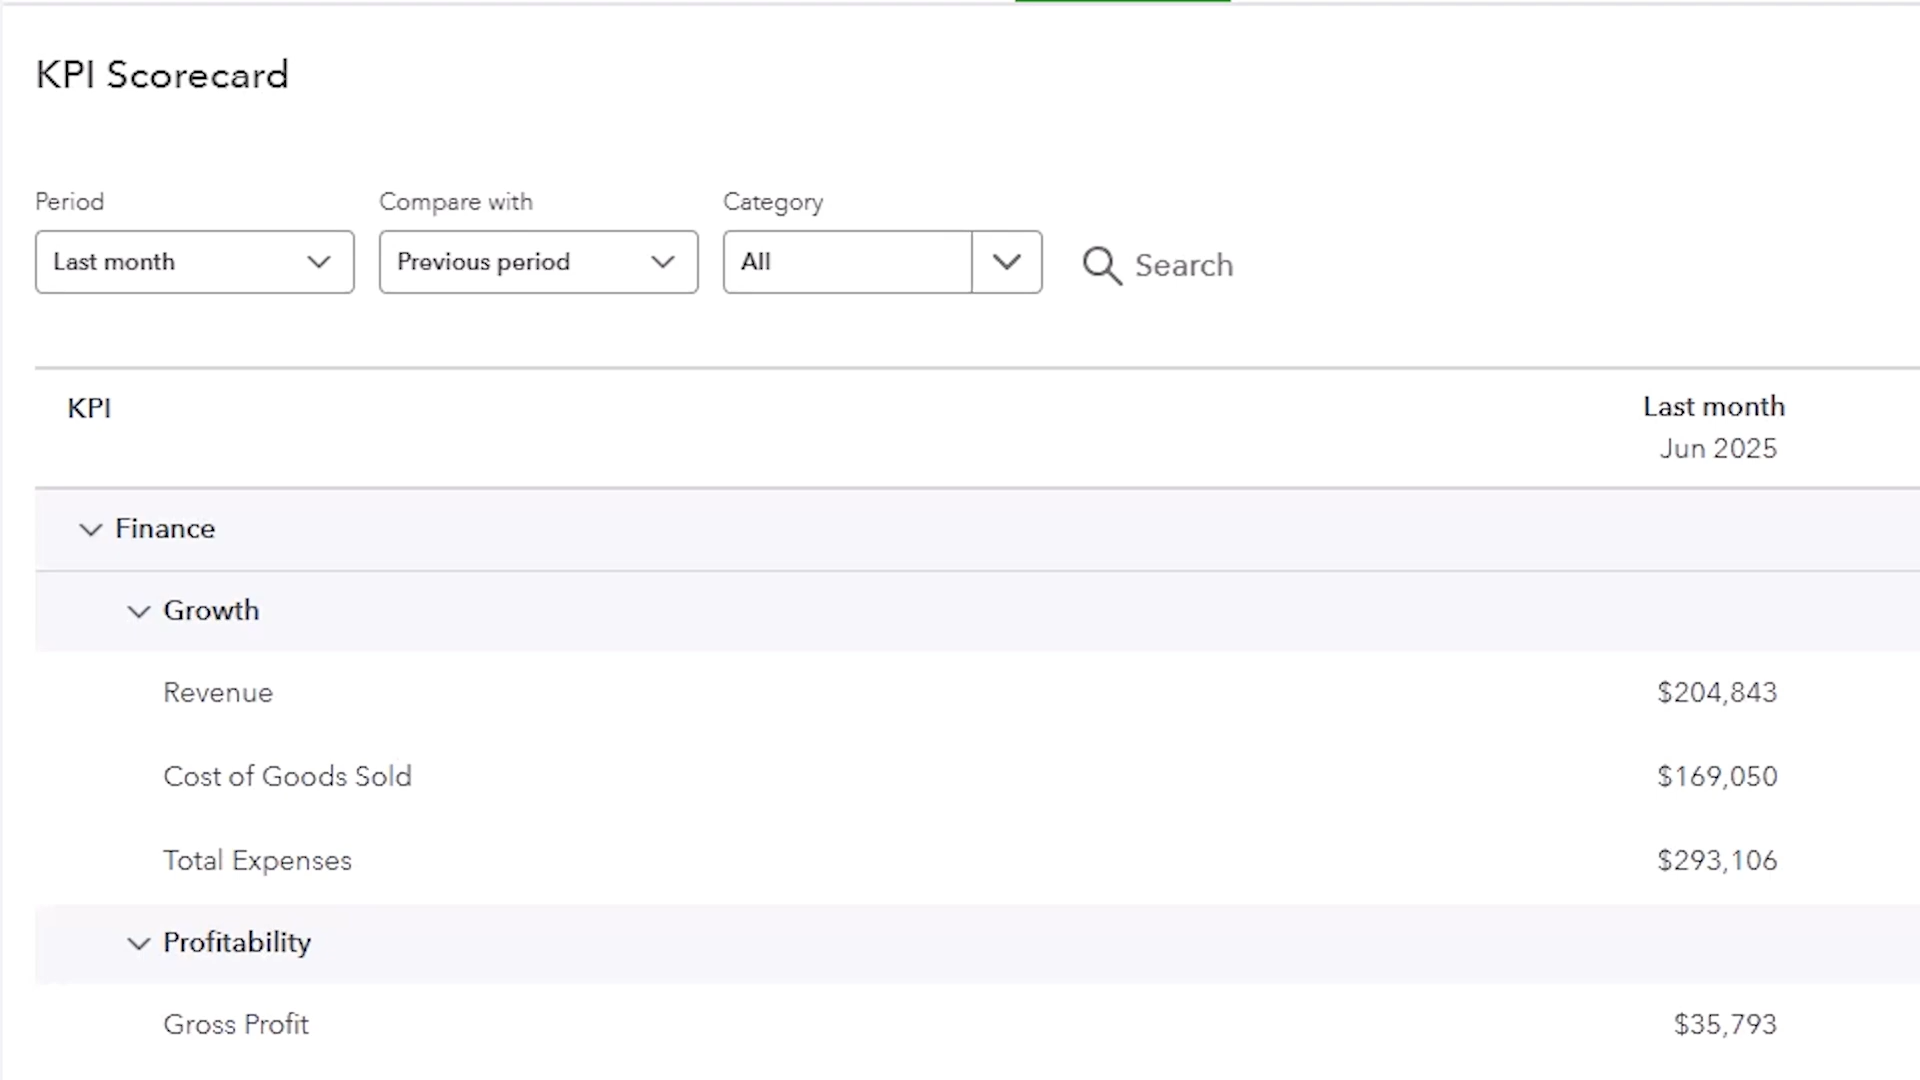 KPI Scorecard
Period
Compare with
Category
Last month
Previous period
All
Search
KPI
Last month
Jun 2025
Finance
Growth
Revenue
$204,843
Cost of Goods Sold
$169,050
Total Expenses
$293,106
Profitability
Gross Profit
$35,793